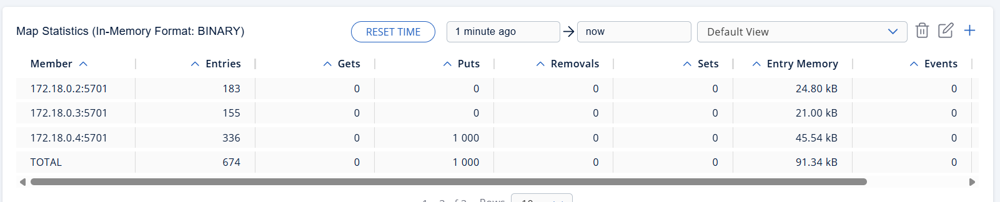 Map Statistics (In-Memory Format: BINARY) RESET TIME 1 minute ago → now Default View
Member Entries Gets Puts Removals Sets Entry Memory Events
172.18.0.2:5701 183 0 0 0 0 24.80 kB 0
172.18.0.3:5701 155 0 0 0 0 21.00 kB 0
172.18.0.4:5701 336 0 1 000 0 0 45.54 kB 0
TOTAL 674 0 1 000 0 0 91.34 kB 0